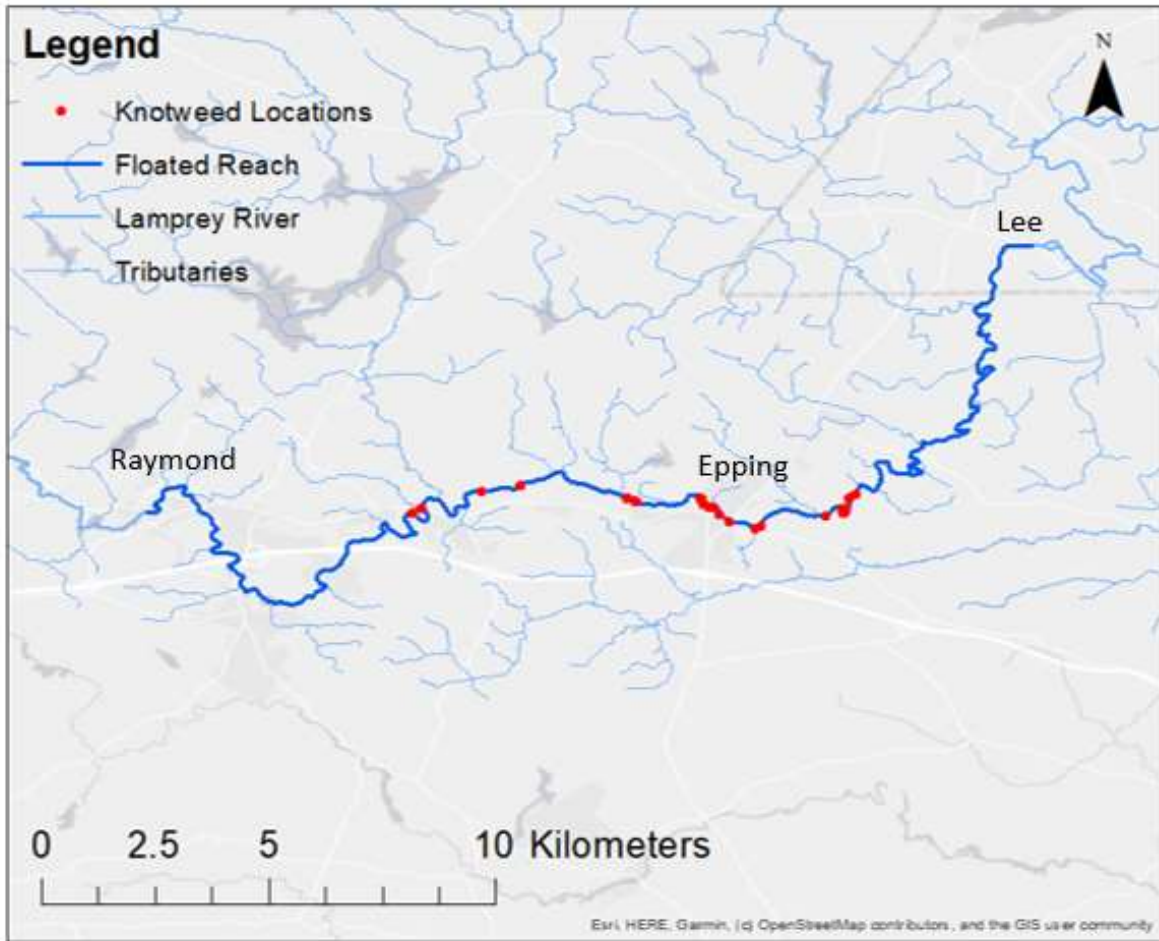 Legend
Knotweed Locations
Floated Reach
Lamprey River
Tributaries
N
Lee
Raymond
Epping
0 2.5 5 10 Kilometers
Esri, HERE, Garmin, (c) OpenStreetMap contributors, and the GIS user community